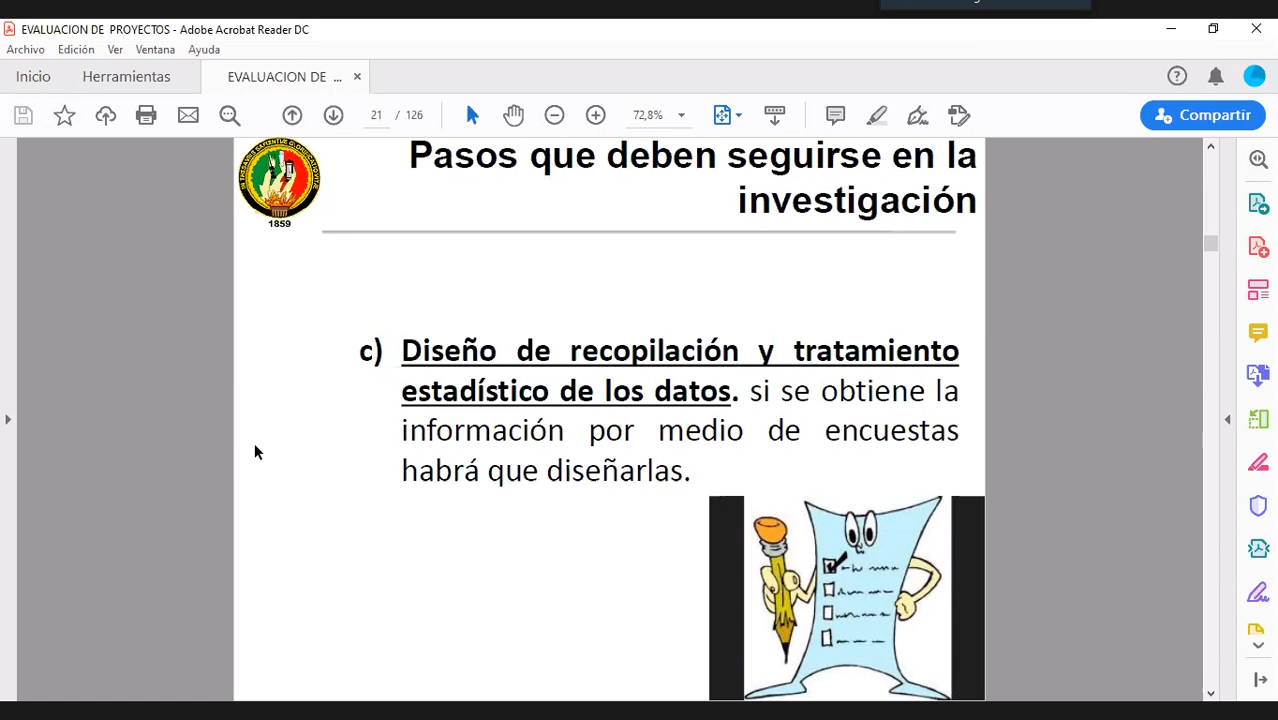 EVALUACION DE PROYECTOS - Adobe Acrobat Reader DC
Archivo Edición Ver Ventana Ayuda
Inicio Herramientas EVALUACION DE ... ×
21 / 126 72,8% Compartir
1859
Pasos que deben seguirse en la
investigación
c) Diseño de recopilación y tratamiento
estadístico de los datos. si se obtiene la
información por medio de encuestas
habrá que diseñarlas.